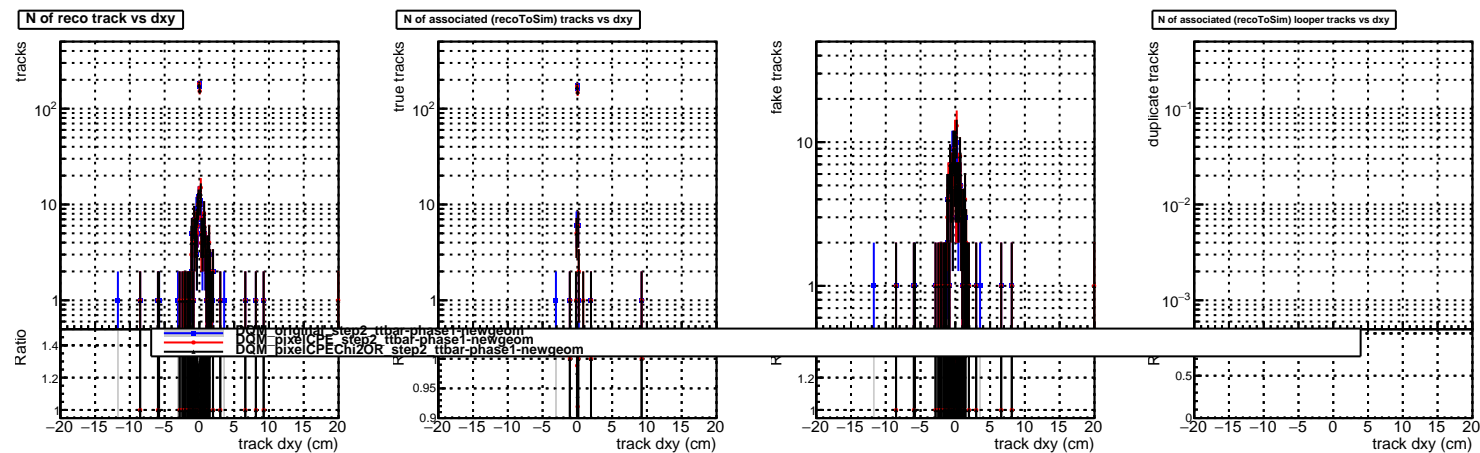 N of reco track vs dxy
N of associated (recoToSim) tracks vs dxy
N of associated (recoToSim) looper tracks vs dxy
tracks
10²
10
1
Ratio
1.4
1.2
1
−20 −15 −10 −5 0 5 10 15 20
track dxy (cm)
true tracks
10²
10
1
0.95
0.9
−20 −15 −10 −5 0 5 10 15 20
track dxy (cm)
fake tracks
10
1
1.2
1
−20 −15 −10 −5 0 5 10 15 20
track dxy (cm)
duplicate tracks
10⁻¹
10⁻²
10⁻³
0.5
0
−20 −15 −10 −5 0 5 10 15 20
track dxy (cm)
DQM_original_step2_ttbar-phase1-newgeom
DQM_pixelCPE_step2_ttbar-phase1-newgeom
DQM_pixelCPEChi2OR_step2_ttbar-phase1-newgeom